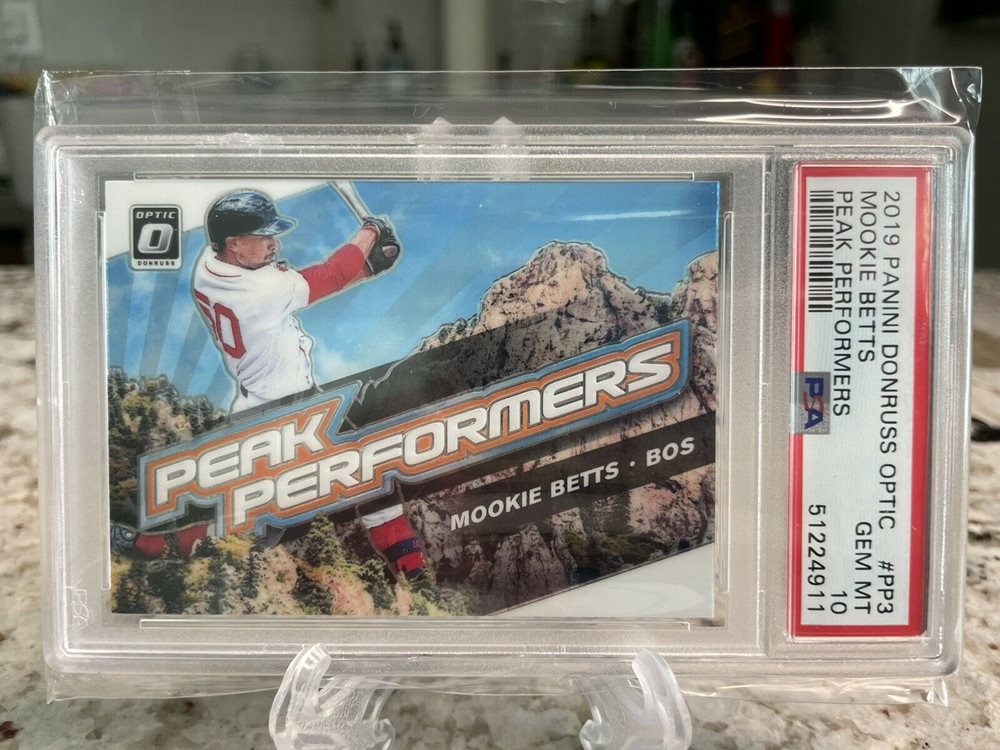 OPTIC
DONRUSS
50
PEAK
PERFORMERS
MOOKIE BETTS · BOS
2019 PANINI DONRUSS OPTIC #PP3
MOOKIE BETTS GEM MT
PEAK PERFORMERS 10
PSA 51224911